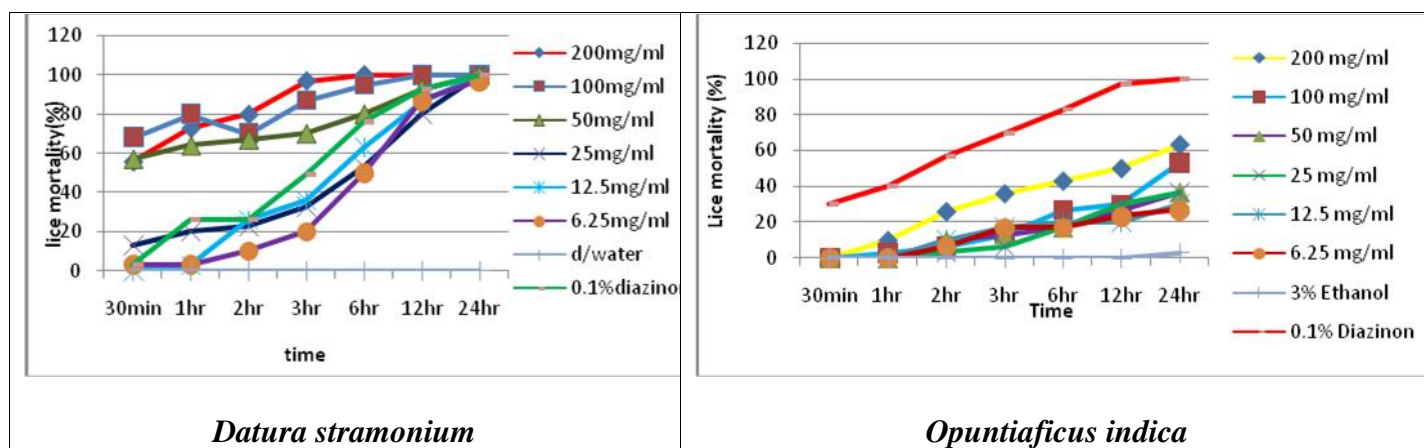 120
100
80
60
40
20
0
lice mortality(%)
30min 1hr 2hr 3hr 6hr 12hr 24hr
time
200mg/ml
100mg/ml
50mg/ml
25mg/ml
12.5mg/ml
6.25mg/ml
d/water
0.1%diazinon
Datura stramonium
120
100
80
60
40
20
0
Lice mortality (%)
30min 1hr 2hr 3hr 6hr 12hr 24hr
Time
200 mg/ml
100 mg/ml
50 mg/ml
25 mg/ml
12.5 mg/ml
6.25 mg/ml
3% Ethanol
0.1% Diazinon
Opuntiaficus indica